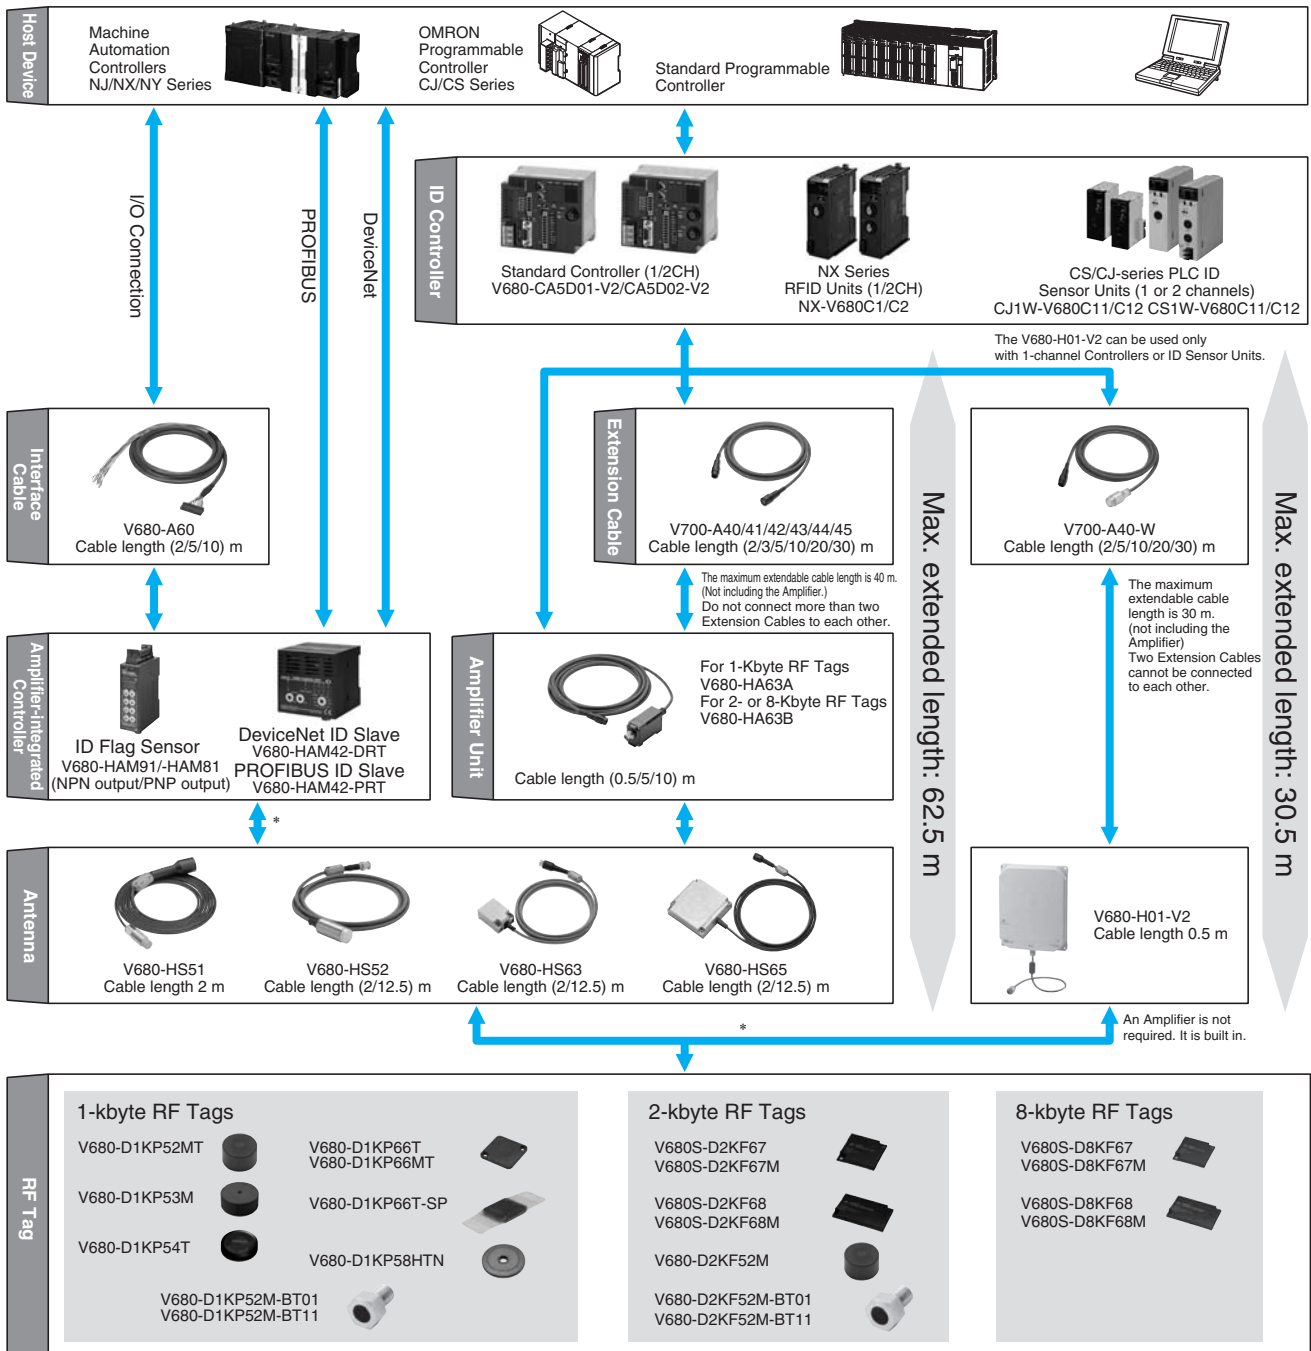 Host Device
Machine
Automation
Controllers
NJ/NX/NY Series
OMRON
Programmable
Controller
CJ/CS Series
Standard Programmable
Controller
I/O Connection
PROFIBUS
DeviceNet
ID Controller
Standard Controller (1/2CH)
V680-CA5D01-V2/CA5D02-V2
NX Series
RFID Units (1/2CH)
NX-V680C1/C2
CS/CJ-series PLC ID
Sensor Units (1 or 2 channels)
CJ1W-V680C11/C12 CS1W-V680C11/C12
The V680-H01-V2 can be used only
with 1-channel Controllers or ID Sensor Units.
Interface
Cable
V680-A60
Cable length (2/5/10) m
Extension Cable
V700-A40/41/42/43/44/45
Cable length (2/3/5/10/20/30) m
The maximum extendable cable length is 40 m.
(Not including the Amplifier.)
Do not connect more than two
Extension Cables to each other.
Max. extended length: 62.5 m
V700-A40-W
Cable length (2/5/10/20/30) m
The maximum
extendable cable
length is 30 m.
(not including the
Amplifier)
Two Extension Cables
cannot be connected
to each other.
Max. extended length: 30.5 m
Amplifier-integrated
Controller
ID Flag Sensor
V680-HAM91/-HAM81
(NPN output/PNP output)
DeviceNet ID Slave
V680-HAM42-DRT
PROFIBUS ID Slave
V680-HAM42-PRT
*
Amplifier Unit
For 1-Kbyte RF Tags
V680-HA63A
For 2- or 8-Kbyte RF Tags
V680-HA63B
Cable length (0.5/5/10) m
Antenna
V680-HS51
Cable length 2 m
V680-HS52
Cable length (2/12.5) m
V680-HS63
Cable length (2/12.5) m
V680-HS65
Cable length (2/12.5) m
V680-H01-V2
Cable length 0.5 m
*
An Amplifier is not
required. It is built in.
RF Tag
1-kbyte RF Tags
V680-D1KP52MT
V680-D1KP53M
V680-D1KP54T
V680-D1KP66T
V680-D1KP66MT
V680-D1KP66T-SP
V680-D1KP58HTN
V680-D1KP52M-BT01
V680-D1KP52M-BT11
2-kbyte RF Tags
V680S-D2KF67
V680S-D2KF67M
V680S-D2KF68
V680S-D2KF68M
V680-D2KF52M
V680-D2KF52M-BT01
V680-D2KF52M-BT11
8-kbyte RF Tags
V680S-D8KF67
V680S-D8KF67M
V680S-D8KF68
V680S-D8KF68M